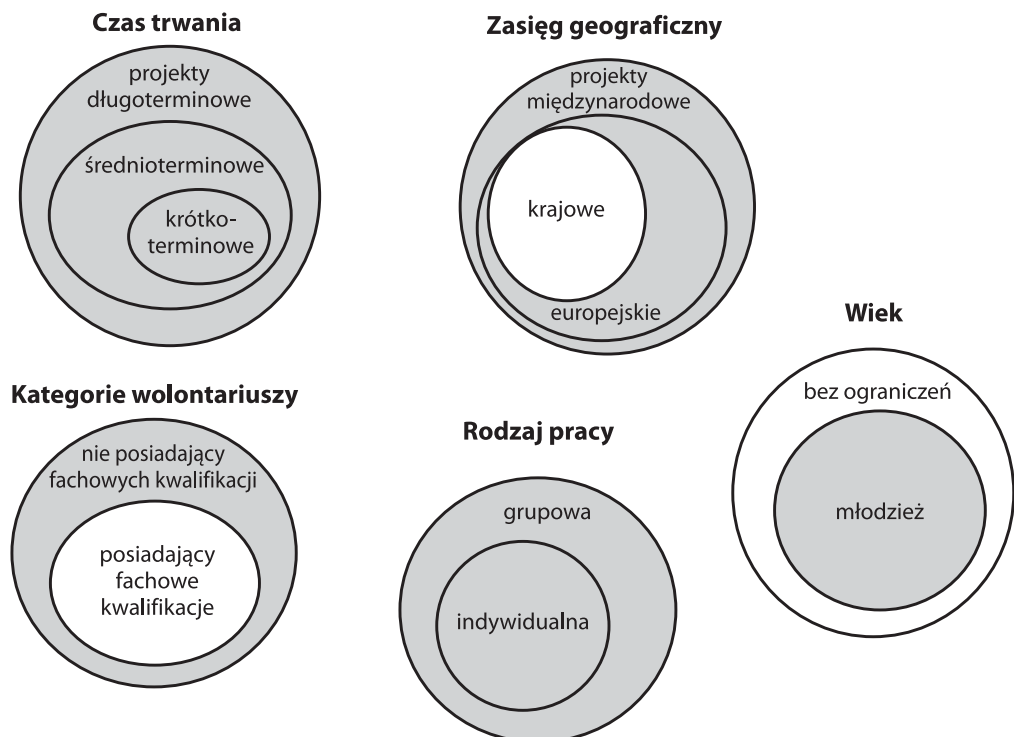 Czas trwania
projekty
długoterminowe
średnioterminowe
krótko-
terminowe
Zasięg geograficzny
projekty
międzynarodowe
krajowe
europejskie
Wiek
bez ograniczeń
młodzież
Kategorie wolontariuszy
nie posiadający
fachowych kwalifikacji
posiadający
fachowe
kwalifikacje
Rodzaj pracy
grupowa
indywidualna